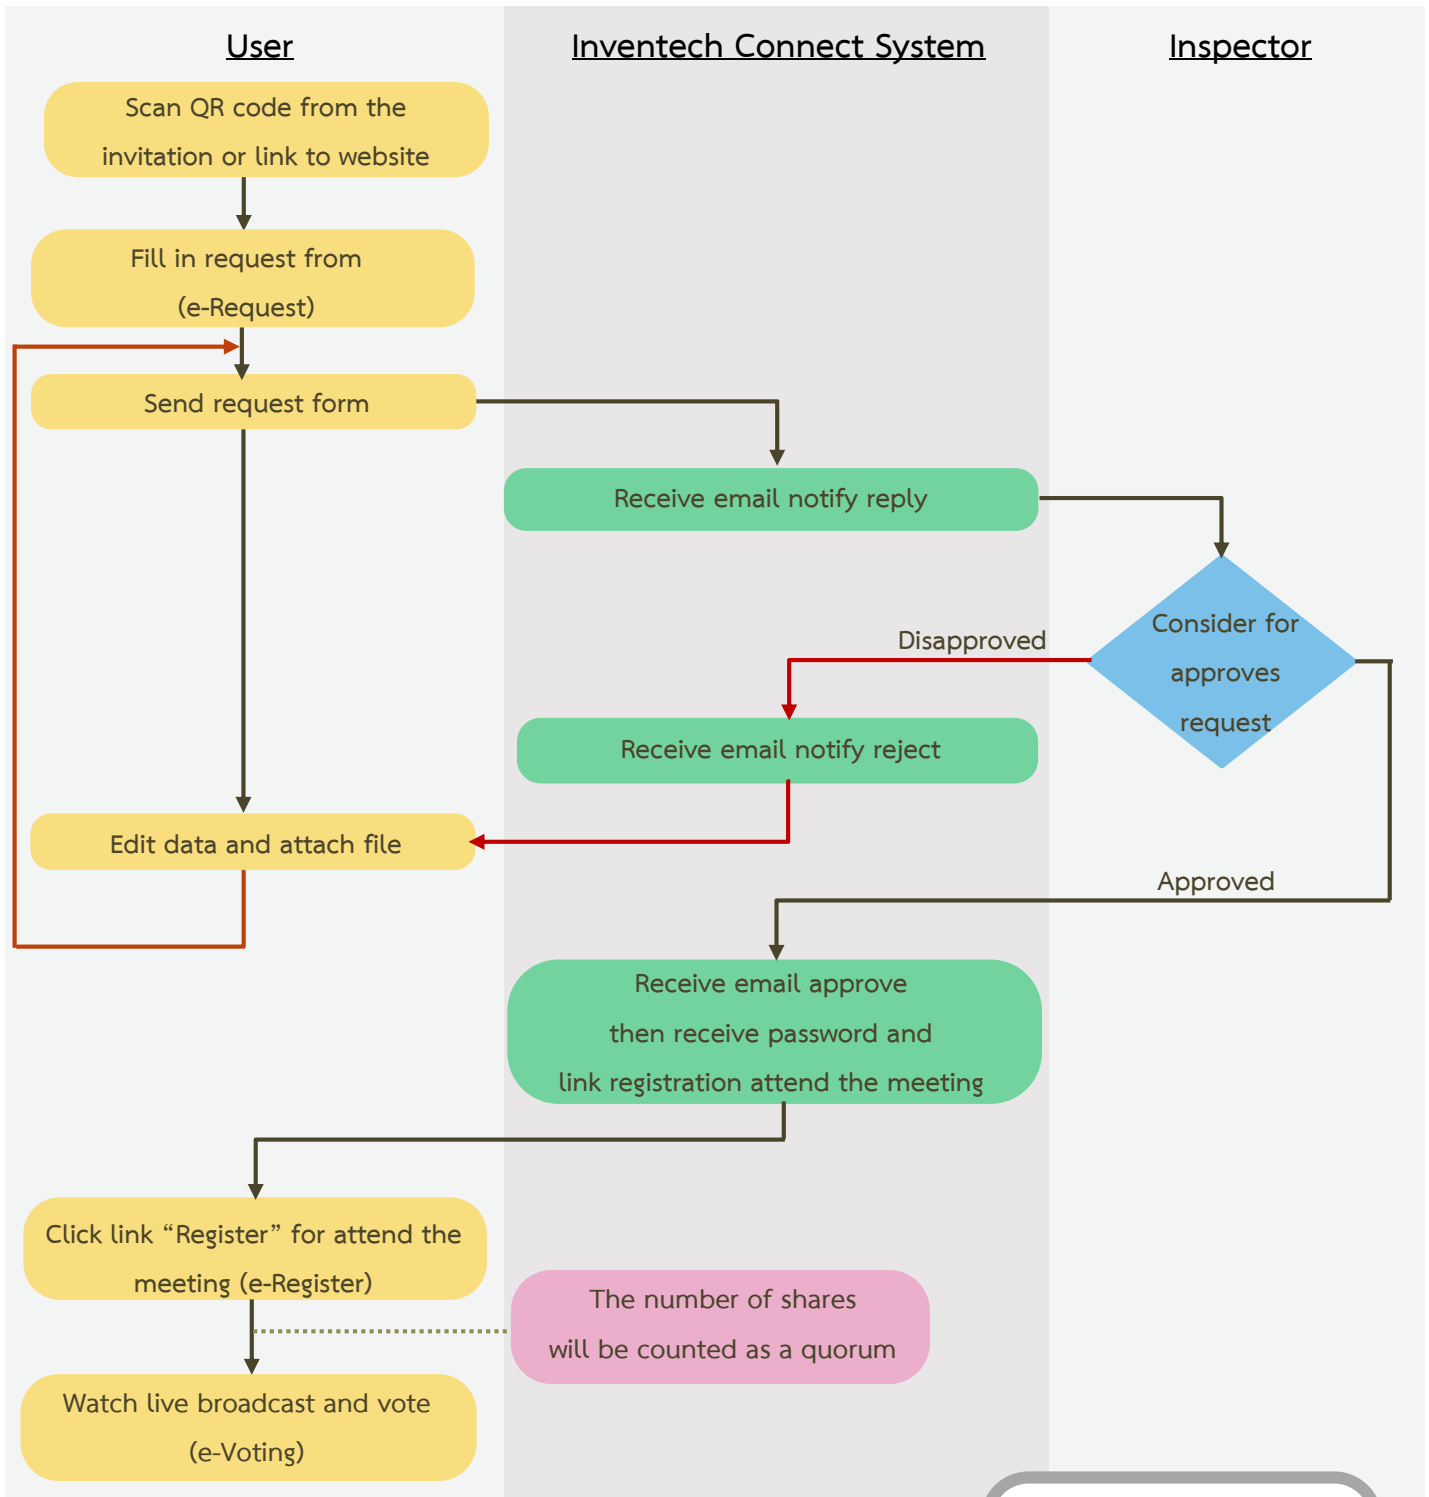 User
Inventech Connect System
Inspector
Scan QR code from the
invitation or link to website
Fill in request from
(e-Request)
Send request form
Receive email notify reply
Consider for
approves
request
Disapproved
Receive email notify reject
Edit data and attach file
Approved
Receive email approve
then receive password and
link registration attend the meeting
Click link “Register” for attend the
meeting (e-Register)
The number of shares
will be counted as a quorum
Watch live broadcast and vote
(e-Voting)